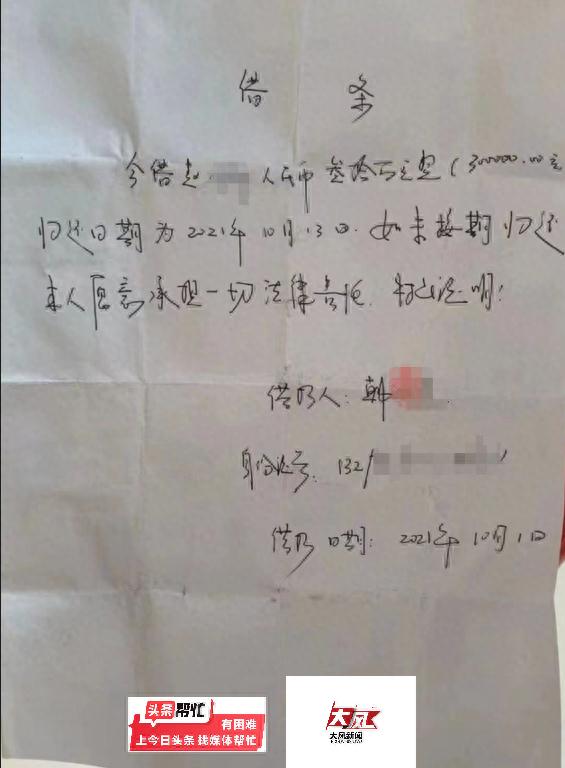 借条
今借赵 人民币叁拾万元整(300000.00元
归还日期为2021年10月13日.如未按期归还
本人愿意承担一切法律责任.特此证明!
借款人:韩
身份证号:132
借款日期:2021年10月1日
头条帮忙
有困难
上今日头条 找媒体帮忙
大风
大风新闻